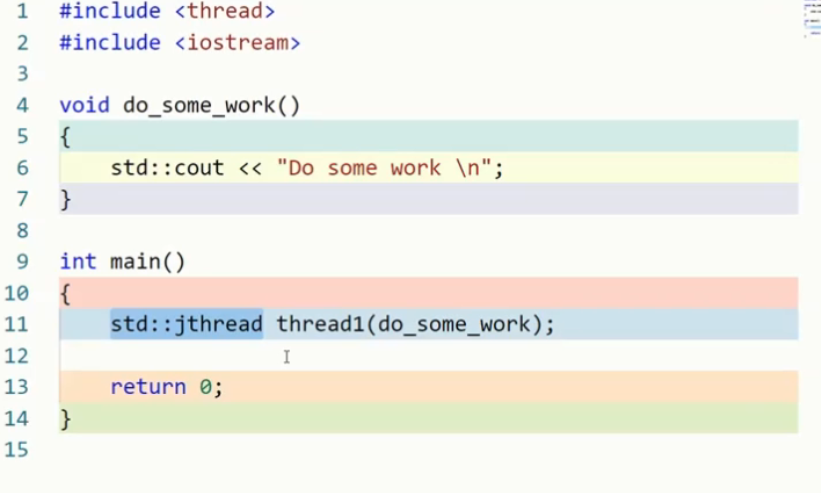 1 #include <thread>
2 #include <iostream>
3
4 void do_some_work()
5 {
6     std::cout << "Do some work \n";
7 }
8
9 int main()
10 {
11     std::jthread thread1(do_some_work);
12
13     return 0;
14 }
15